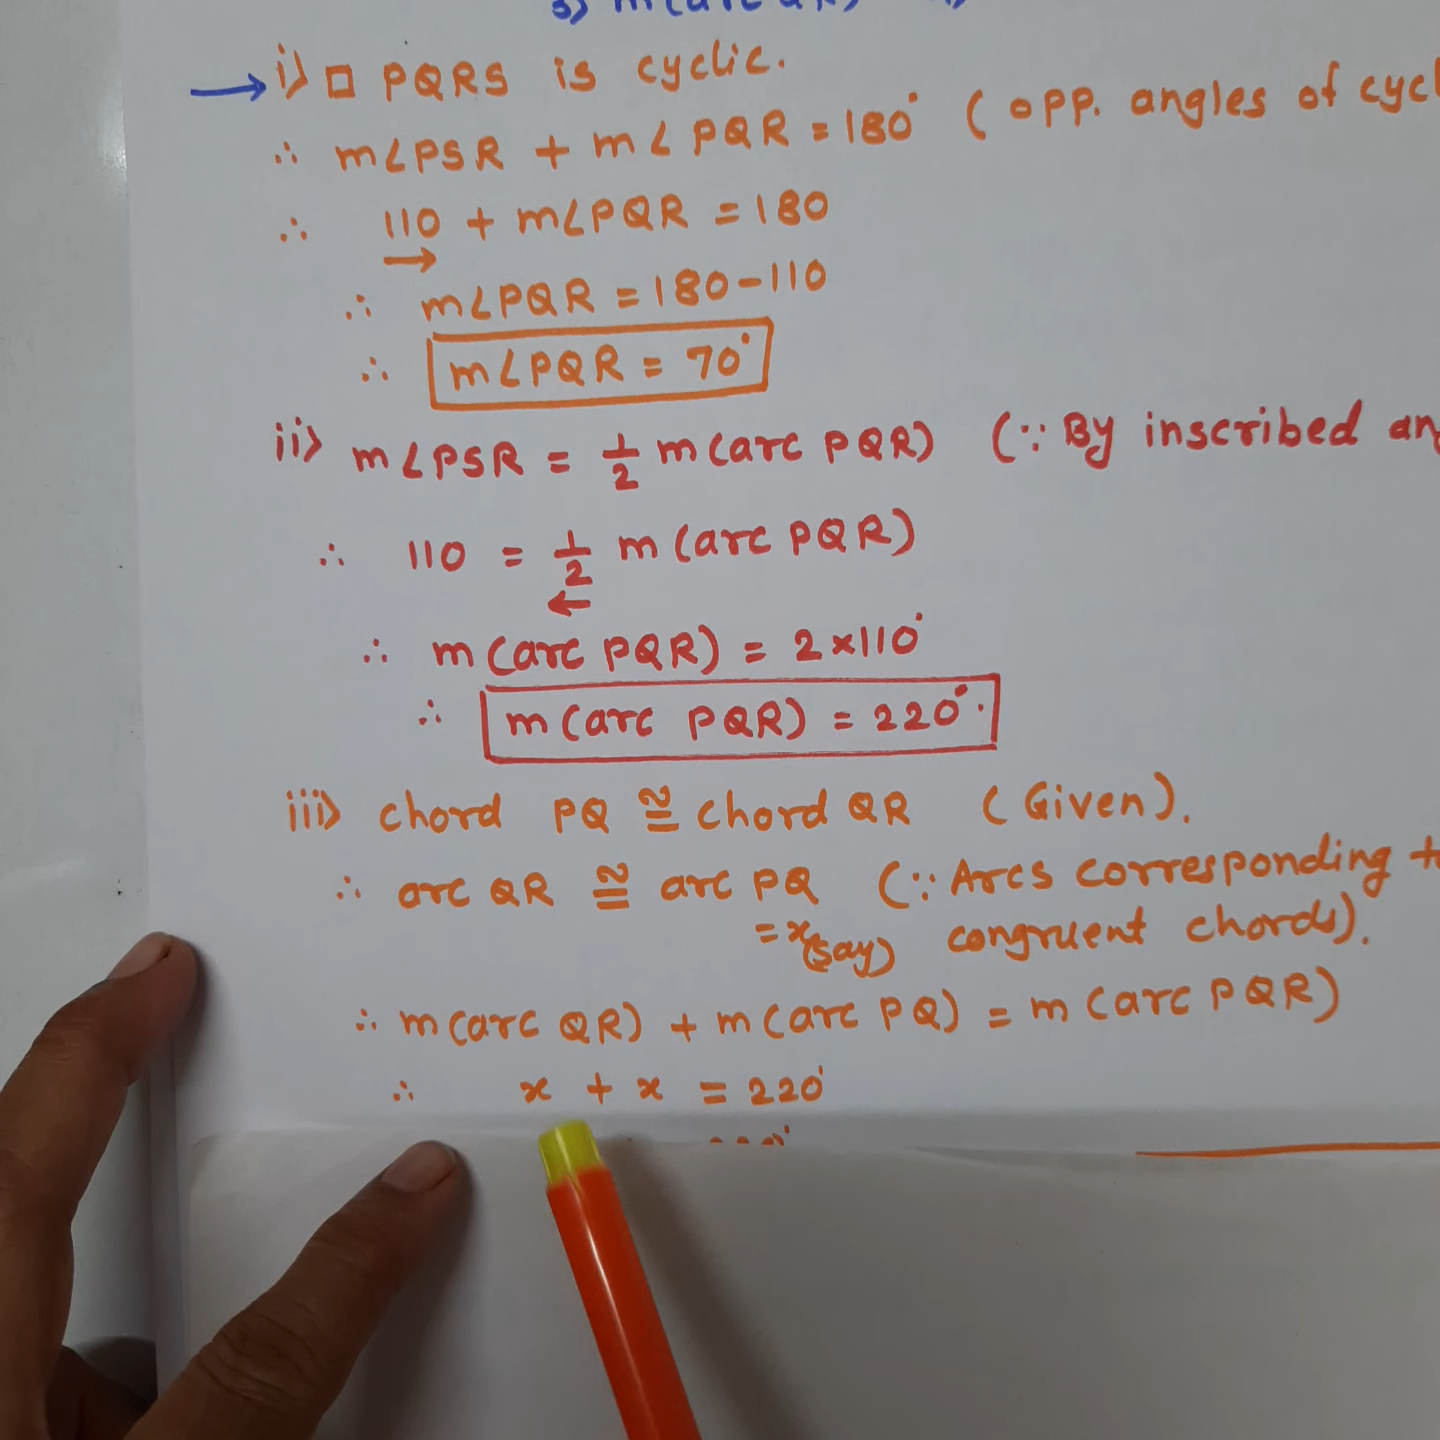 i) □ PQRS is cyclic.
∴ m∠PSR + m∠PQR = 180° (opp. angles of
∴ 110 + m∠PQR = 180
∴ m∠PQR = 180-110
∴ m∠PQR = 70°
ii) m∠PSR = 1/2 m(arc PQR) (∵ By inscribed
∴ 110 = 1/2 m(arc PQR)
∴ m(arc PQR) = 2×110°
∴ m(arc PQR) = 220°.
iii) chord PQ ≅ chord QR (Given).
∴ arc QR ≅ arc PQ (∵ Arcs corresponding
= x (say) congruent chords).
∴ m(arc QR) + m(arc PQ) = m(arc PQR)
∴ x + x = 220°